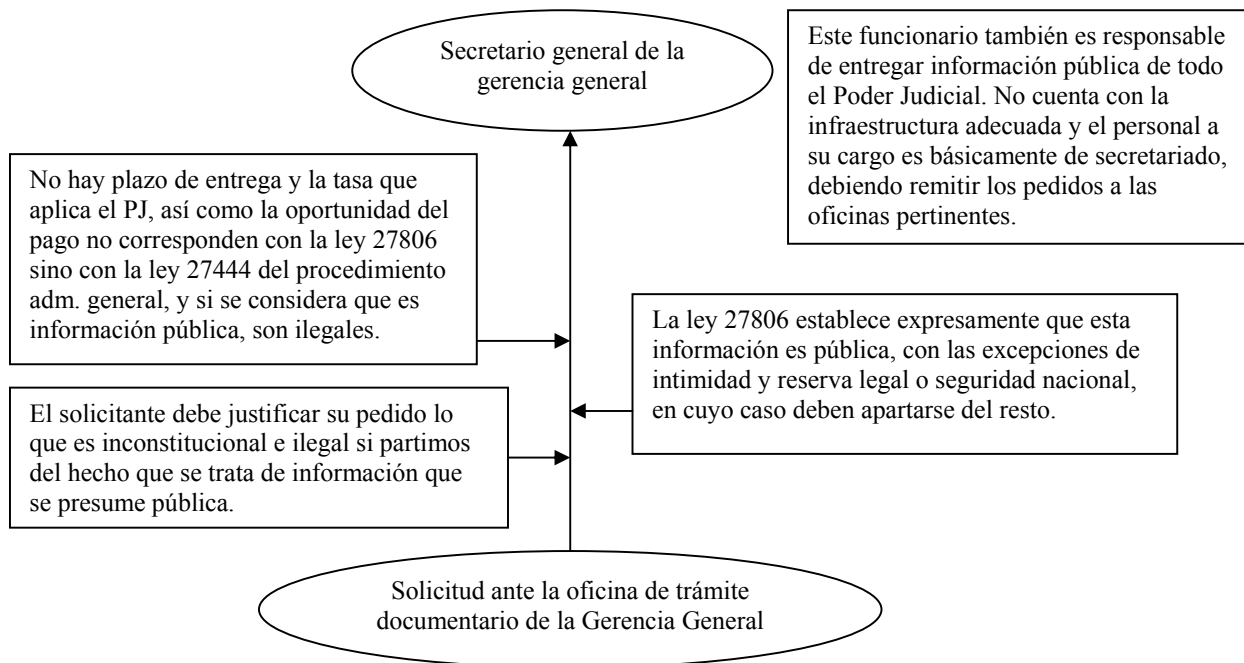 Secretario general de la
gerencia general
Este funcionario también es responsable
de entregar información pública de todo
el Poder Judicial. No cuenta con la
infraestructura adecuada y el personal a
su cargo es básicamente de secretariado,
debiendo remitir los pedidos a las
oficinas pertinentes.
No hay plazo de entrega y la tasa que
aplica el PJ, así como la oportunidad del
pago no corresponden con la ley 27806
sino con la ley 27444 del procedimiento
adm. general, y si se considera que es
información pública, son ilegales.
La ley 27806 establece expresamente que esta
información es pública, con las excepciones de
intimidad y reserva legal o seguridad nacional,
en cuyo caso deben apartarse del resto.
El solicitante debe justificar su pedido lo
que es inconstitucional e ilegal si partimos
del hecho que se trata de información que
se presume pública.
Solicitud ante la oficina de trámite
documentario de la Gerencia General